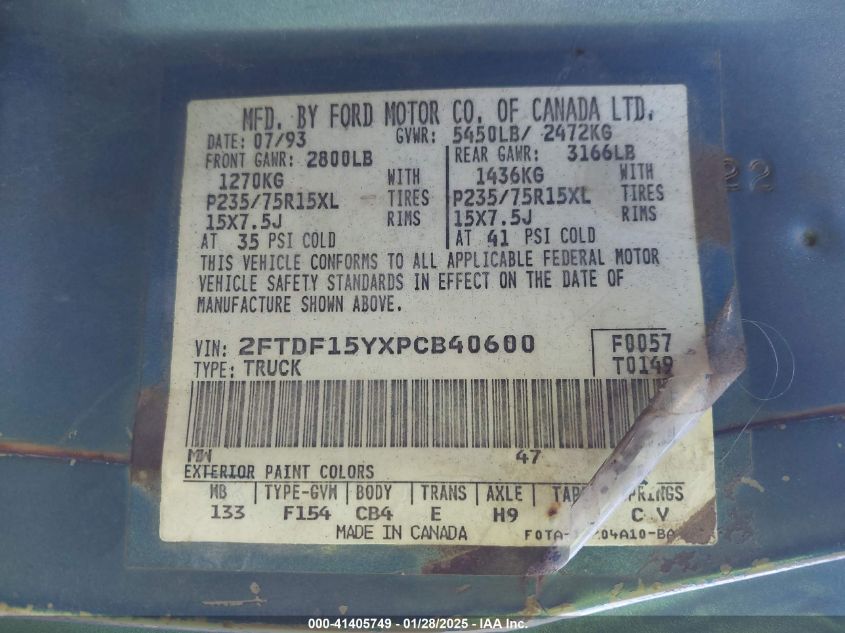 MFD. BY FORD MOTOR CO. OF CANADA LTD.
DATE: 07/93 GVWR: 5450LB/ 2472KG
FRONT GAWR: 2800LB REAR GAWR: 3166LB
1270KG WITH 1436KG WITH
P235/75R15XL TIRES P235/75R15XL TIRES
15X7.5J RIMS 15X7.5J RIMS
AT 35 PSI COLD AT 41 PSI COLD
THIS VEHICLE CONFORMS TO ALL APPLICABLE FEDERAL MOTOR
VEHICLE SAFETY STANDARDS IN EFFECT ON THE DATE OF
MANUFACTURE SHOWN ABOVE.
VIN: 2FTDF15YXPCB40600 F0057
TYPE: TRUCK T0149
MW 47
EXTERIOR PAINT COLORS
WB TYPE-GVM BODY TRANS AXLE
133 F154 CB4 E H9 C Y
MADE IN CANADA
22
000-41405749 - 01/28/2025 - IAA Inc.